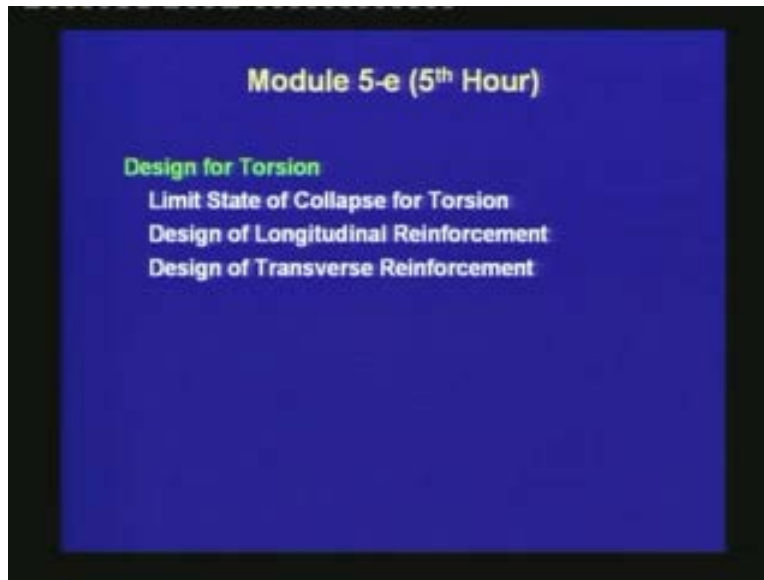 Module 5-e (5th Hour)
Design for Torsion
Limit State of Collapse for Torsion
Design of Longitudinal Reinforcement
Design of Transverse Reinforcement